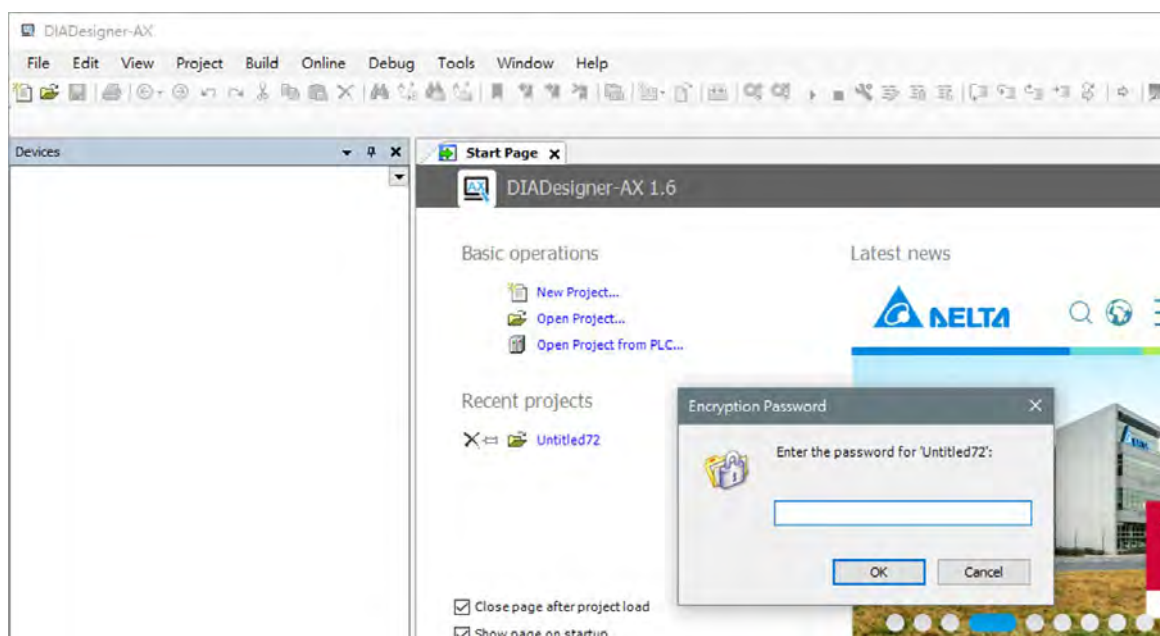 DIADesigner-AX
File Edit View Project Build Online Debug Tools Window Help
Devices
Start Page
AX
DIADesigner-AX 1.6
Basic operations
Latest news
New Project...
Open Project...
Open Project from PLC...
DELTA
Recent projects
Untitled72
Encryption Password
Enter the password for 'Untitled72':
OK Cancel
Close page after project load
Show page on startup